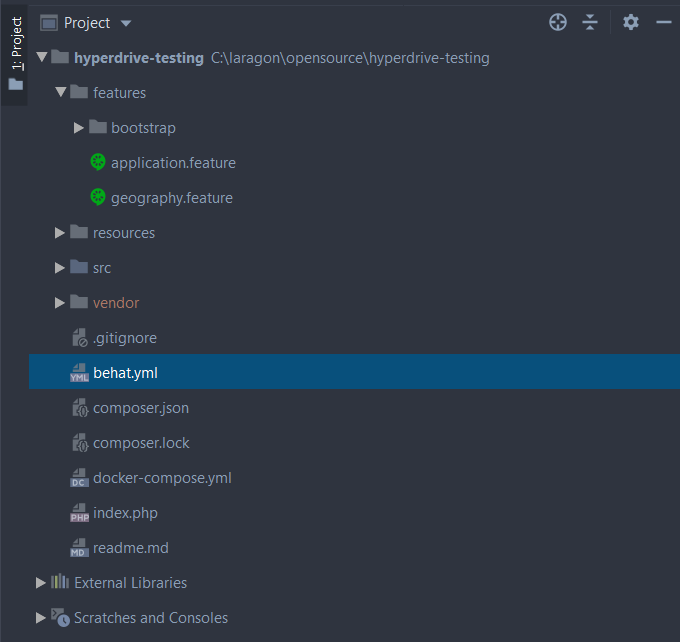 1: Project
Project
hyperdrive-testing C:\laragon\opensource\hyperdrive-testing
features
bootstrap
application.feature
geography.feature
resources
src
vendor
.gitignore
YML behat.yml
composer.json
composer.lock
DC docker-compose.yml
PHP index.php
MD readme.md
External Libraries
Scratches and Consoles